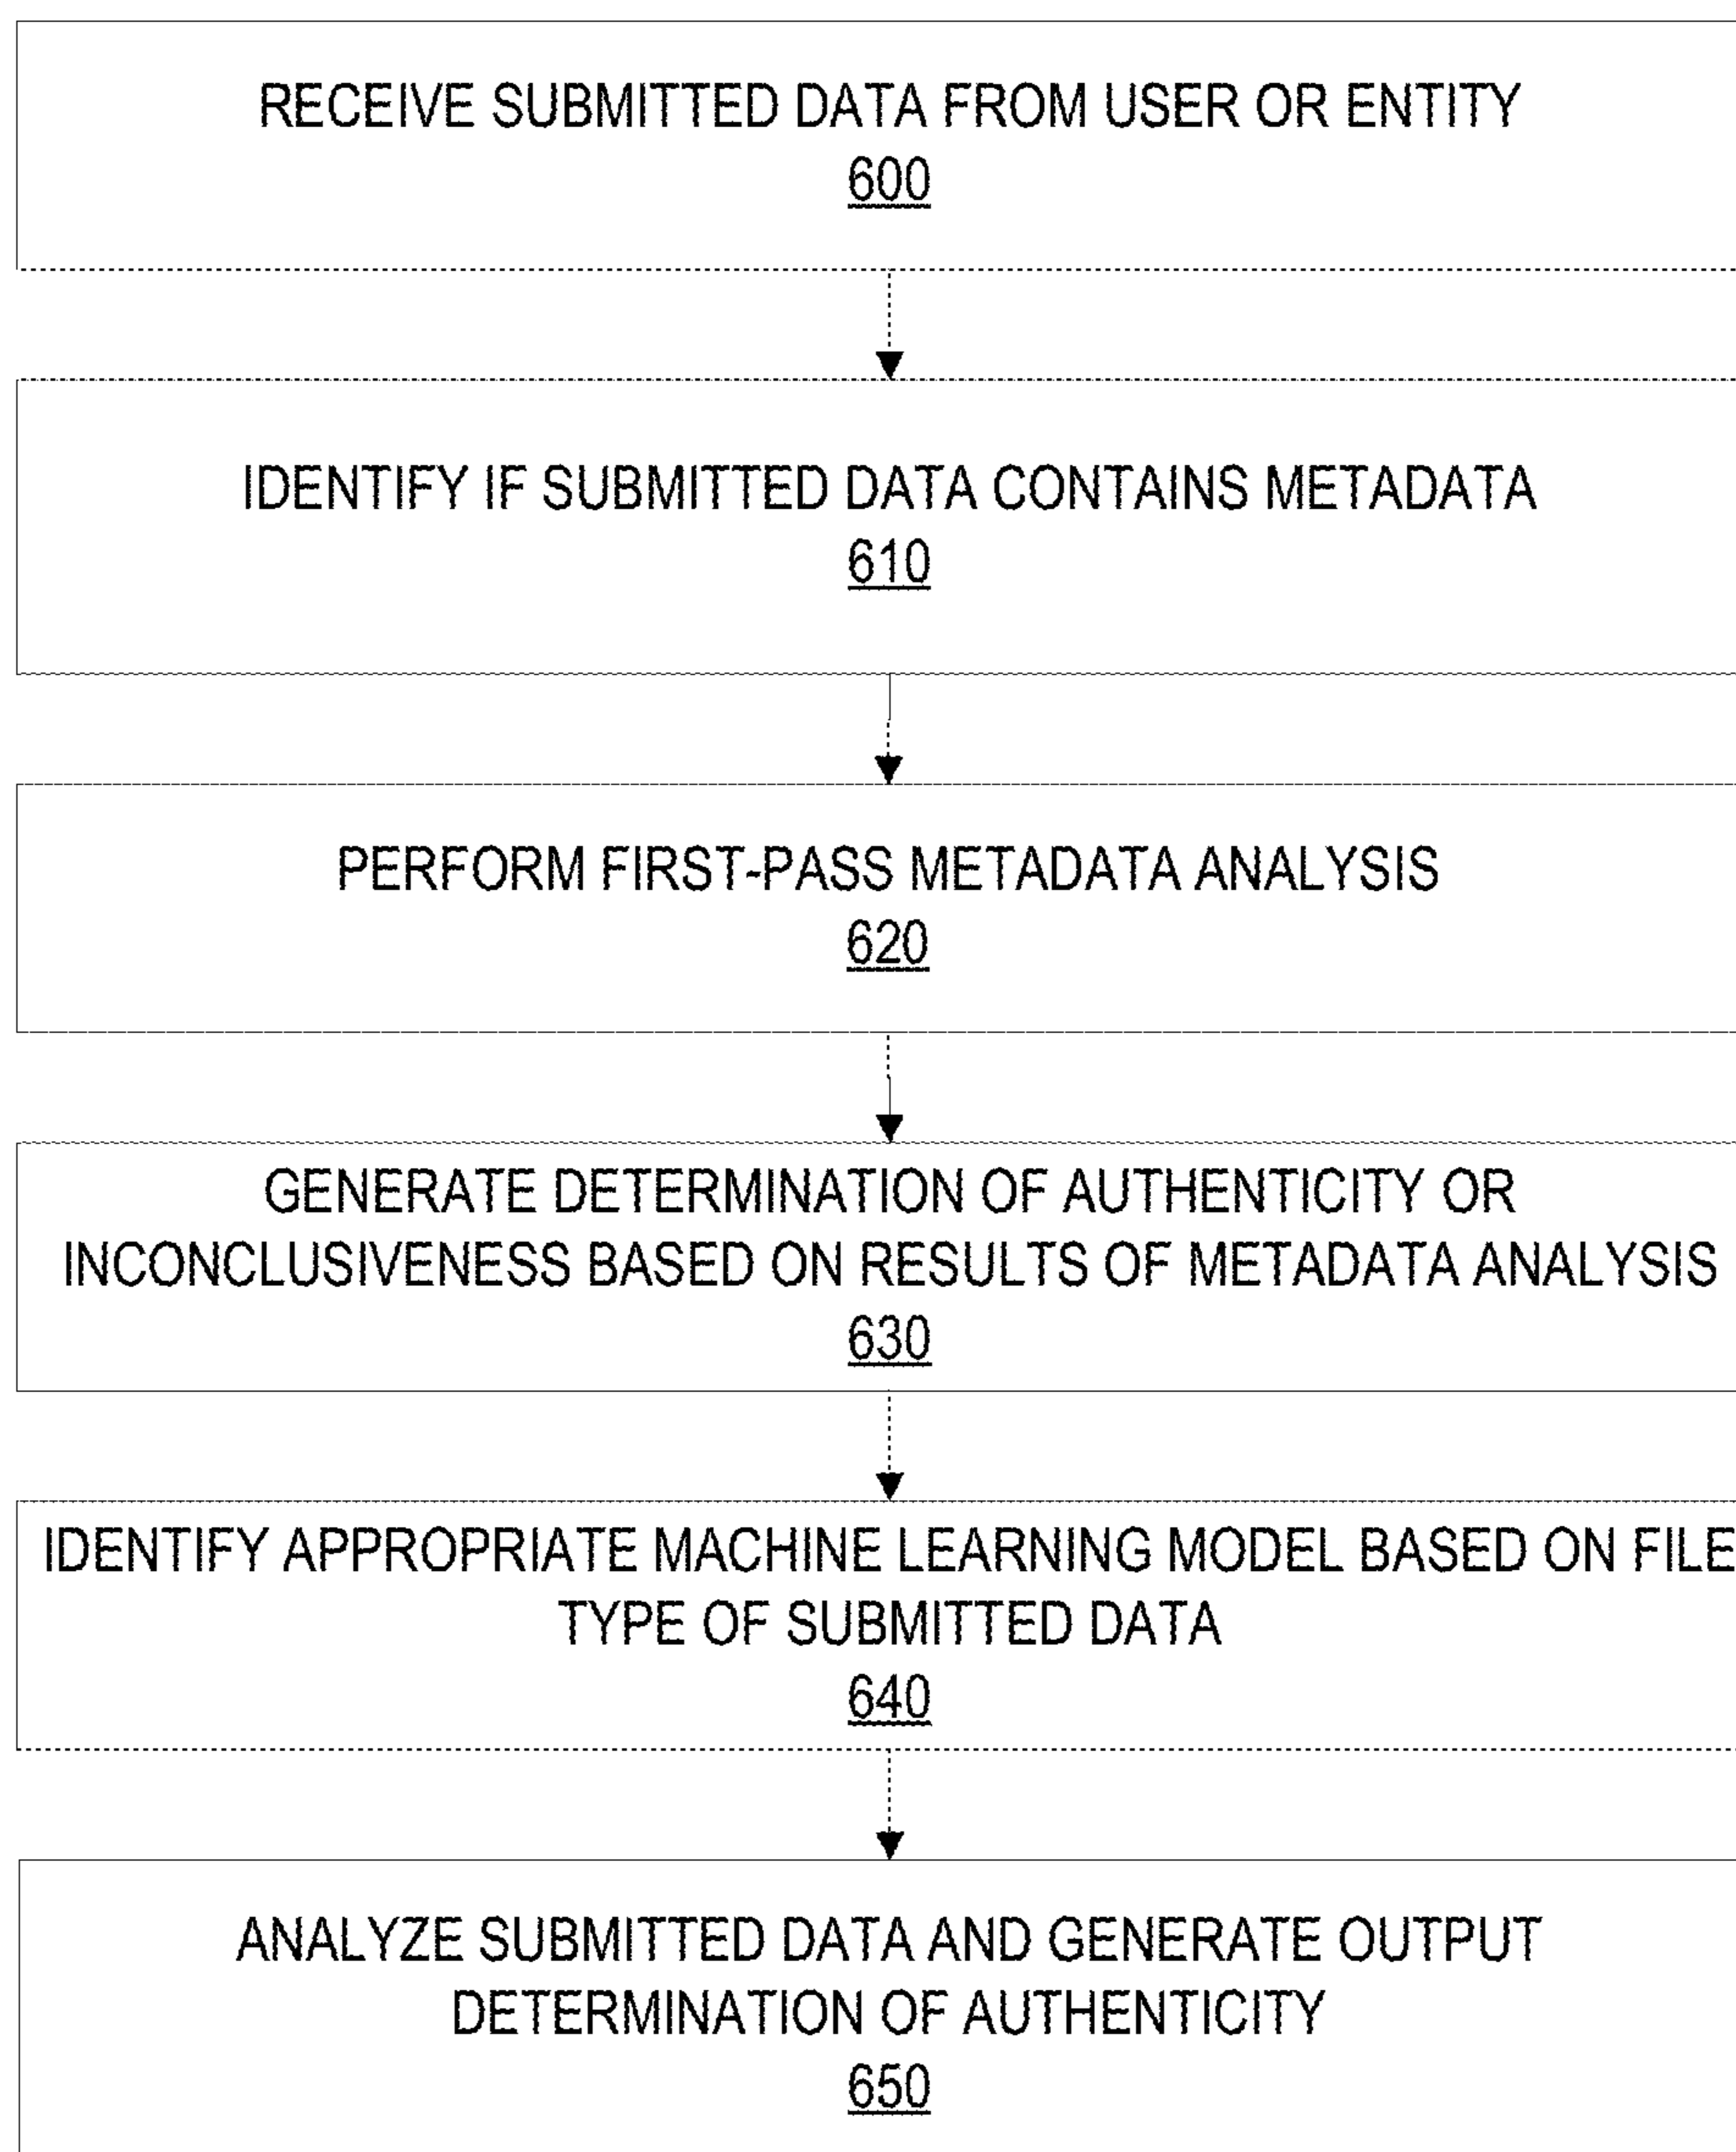 RECEIVE SUBMITTED DATA FROM USER OR ENTITY
600
IDENTIFY IF SUBMITTED DATA CONTAINS METADATA
610
PERFORM FIRST-PASS METADATA ANALYSIS
620
GENERATE DETERMINATION OF AUTHENTICITY OR
INCONCLUSIVENESS BASED ON RESULTS OF METADATA ANALYSIS
630
IDENTIFY APPROPRIATE MACHINE LEARNING MODEL BASED ON FILE
TYPE OF SUBMITTED DATA
640
ANALYZE SUBMITTED DATA AND GENERATE OUTPUT
DETERMINATION OF AUTHENTICITY
650